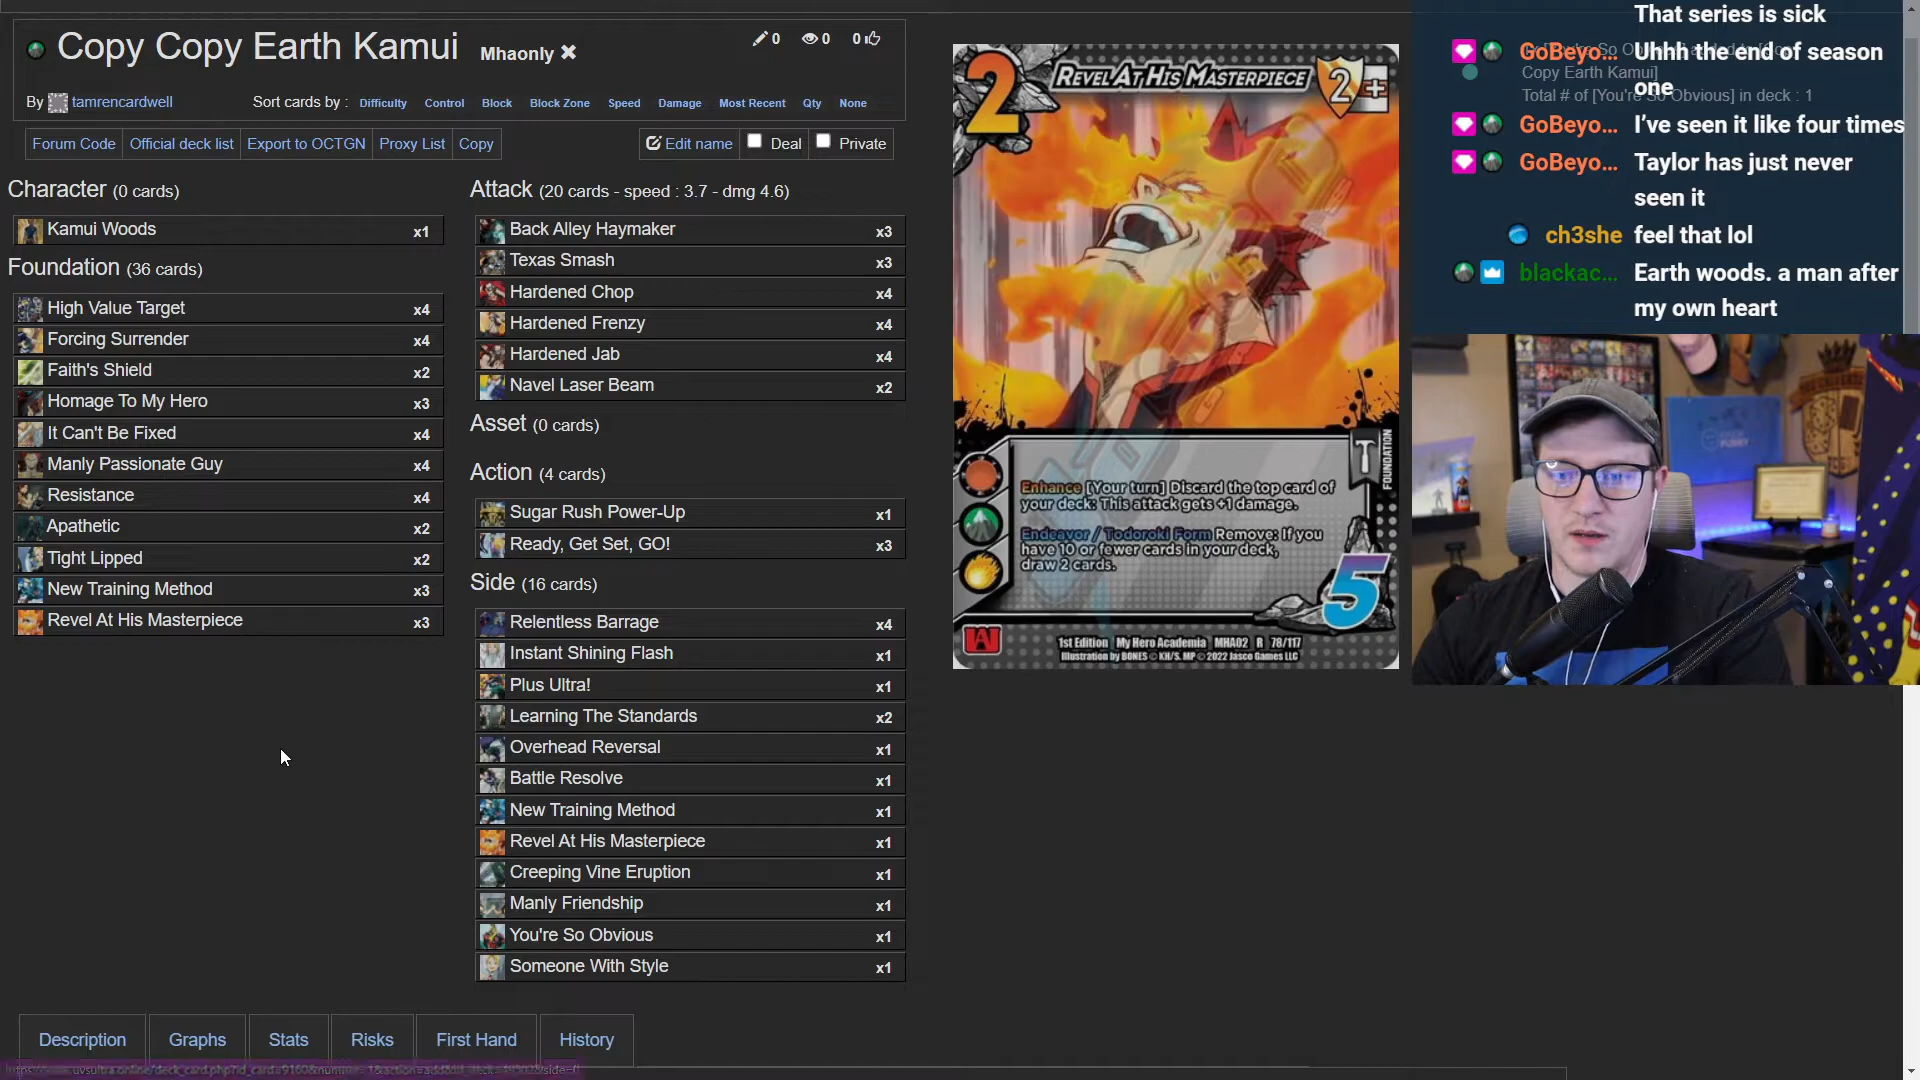 Copy Copy Earth Kamui Mhaonly ✖
0 0 0
By tamrencardwell
Sort cards by : Difficulty Control Block Block Zone Speed Damage Most Recent Qty None
Forum Code Official deck list Export to OCTGN Proxy List Copy
Edit name Deal Private
Character (0 cards)
Kamui Woods x1
Foundation (36 cards)
High Value Target x4
Forcing Surrender x4
Faith's Shield x2
Homage To My Hero x3
It Can't Be Fixed x4
Manly Passionate Guy x4
Resistance x4
Apathetic x2
Tight Lipped x2
New Training Method x3
Revel At His Masterpiece x3
Attack (20 cards - speed : 3.7 - dmg 4.6)
Back Alley Haymaker x3
Texas Smash x3
Hardened Chop x4
Hardened Frenzy x4
Hardened Jab x4
Navel Laser Beam x2
Asset (0 cards)
Action (4 cards)
Sugar Rush Power-Up x1
Ready, Get Set, GO! x3
Side (16 cards)
Relentless Barrage x4
Instant Shining Flash x1
Plus Ultra! x1
Learning The Standards x2
Overhead Reversal x1
Battle Resolve x1
New Training Method x1
Revel At His Masterpiece x1
Creeping Vine Eruption x1
Manly Friendship x1
You're So Obvious x1
Someone With Style x1
Description Graphs Stats Risks First Hand History
2 Revel At His Masterpiece 2+
FOUNDATION
Enhance [Your turn] Discard the top card of
your deck: This attack gets +1 damage.
Endeavor / Todoroki Form Remove: If you
have 10 or fewer cards in your deck,
draw 2 cards.
5
1st Edition My Hero Academia MHA02 R 78/117
Illustration by BONES © KH/S, MP © 2022 Jasco Games LLC
That series is sick
GoBeyo... Uhhh the end of season
one
Copy Earth Kamui]
Total # of [You're So Obvious] in deck : 1
GoBeyo... I've seen it like four times
GoBeyo... Taylor has just never
seen it
ch3she feel that lol
blackac... Earth woods. a man after
my own heart